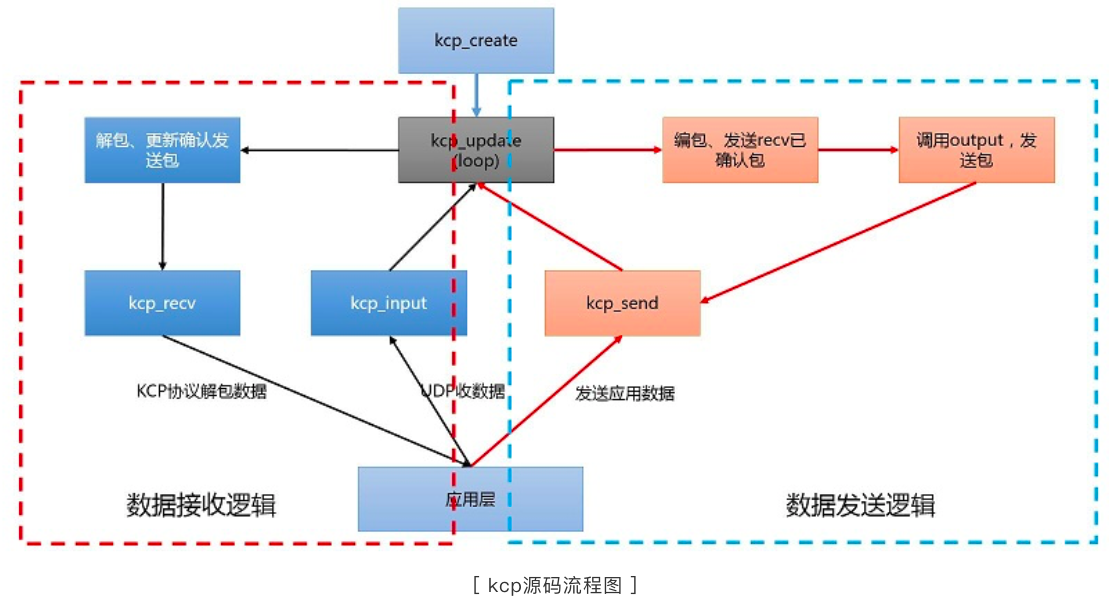 kcp_create
解包、更新确认发
送包
kcp_update
(loop)
编包、发送recv已
确认包
调用output，发
送包
kcp_recv
kcp_input
kcp_send
KCP协议解包数据
UDP收数据
发送应用数据
数据接收逻辑
应用层
数据发送逻辑
[ kcp源码流程图 ]